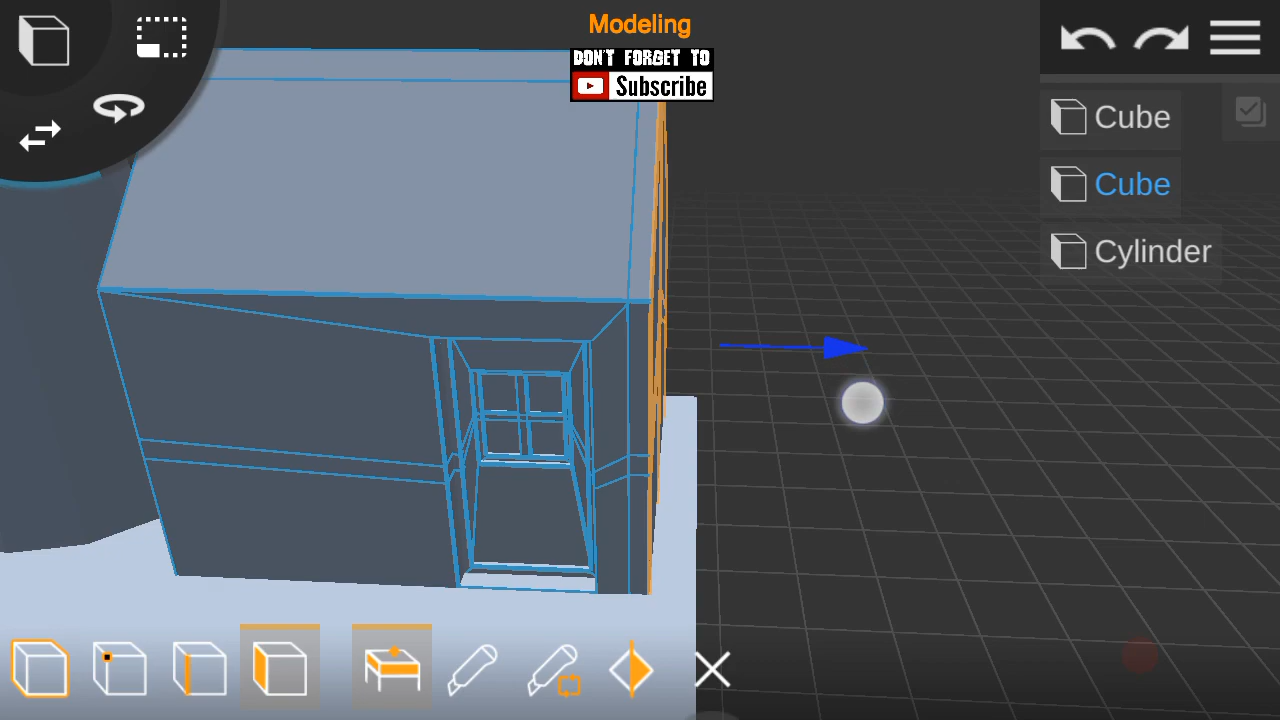 Modeling
DON'T FORGET TO
Subscribe
Cube
Cube
Cylinder